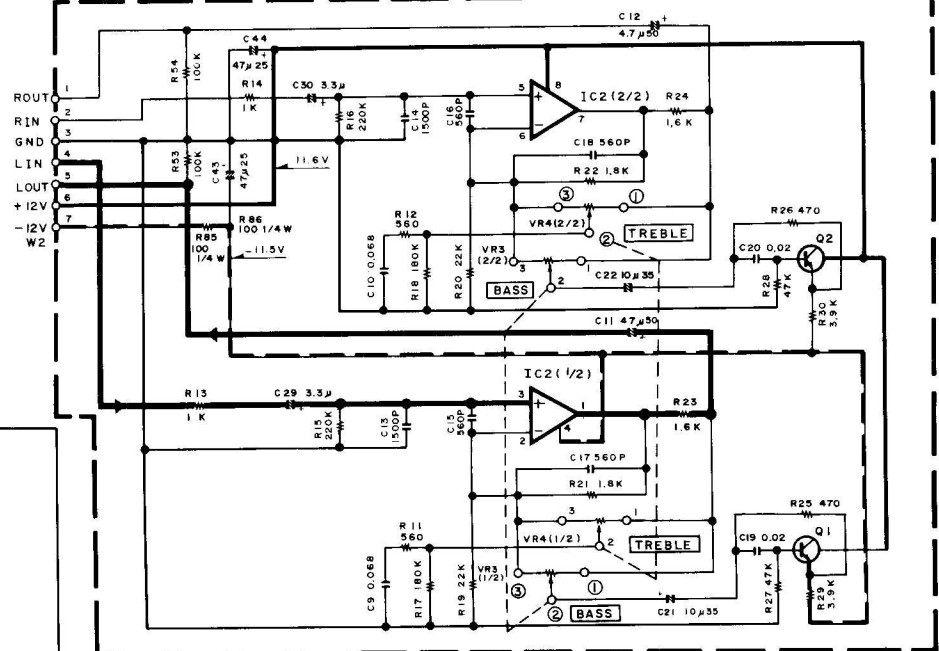 C12
4.7µ50
C44
47µ25
R54
100K
R14
1K
C30 3.3µ
R16
220K
C14
1500P
C16
560P
5
6
8
7
IC2(2/2)
R24
1,6K
ROUT 1
RIN 2
GND 3
LIN 4
LOUT 5
+12V 6
-12V 7
W2
R53
100K
C43
47µ25
11.6V
C18 560P
R22 1.8K
③
①
VR4(2/2)
②
TREBLE
R85
100
1/4 W
R86
100 1/4W
-11.5V
R12
560
C10 0.068
R18 180K
R20 22K
VR3
(2/2)
3
1
2
BASS
C22 10µ35
R26 470
C20 0,02
Q2
R28
47K
R30
3.9K
C11 47µ50
IC2(1/2)
R13
1 K
C29 3.3µ
R15
220K
C13
1500P
C15
560P
3
2
1
4
R23
1.6K
C17 560P
R21 1.8K
3
1
VR4(1/2)
2
TREBLE
R11
560
C9 0.068
R17 180K
R19 22K
VR3
(1/2)
③
①
②
BASS
C21 10µ35
R25 470
C19 0.02
Q1
R27 47K
R29
3.9K